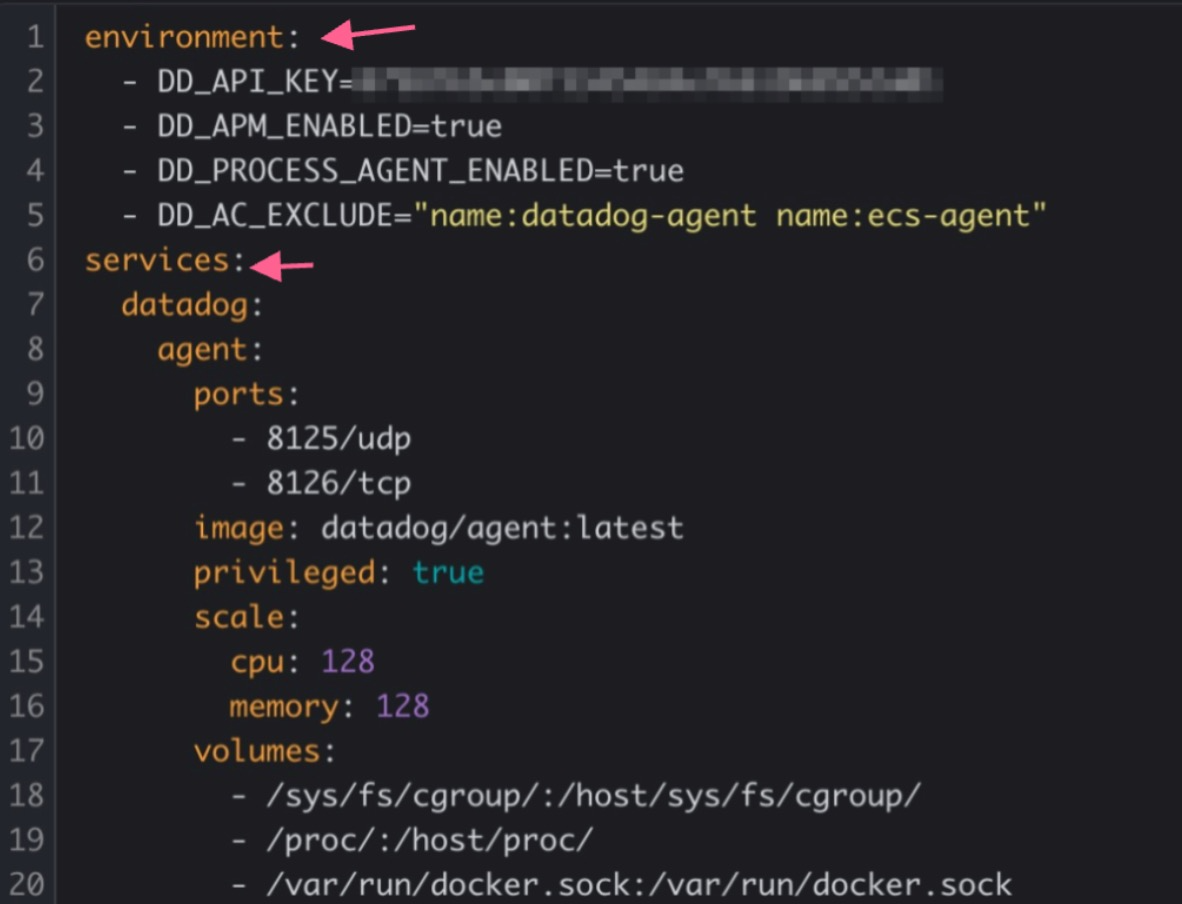 1 environment:
2 - DD_API_KEY=
3 - DD_APM_ENABLED=true
4 - DD_PROCESS_AGENT_ENABLED=true
5 - DD_AC_EXCLUDE="name:datadog-agent name:ecs-agent"
6 services:
7 datadog:
8 agent:
9 ports:
10 - 8125/udp
11 - 8126/tcp
12 image: datadog/agent:latest
13 privileged: true
14 scale:
15 cpu: 128
16 memory: 128
17 volumes:
18 - /sys/fs/cgroup/:/host/sys/fs/cgroup/
19 - /proc/:/host/proc/
20 - /var/run/docker.sock:/var/run/docker.sock